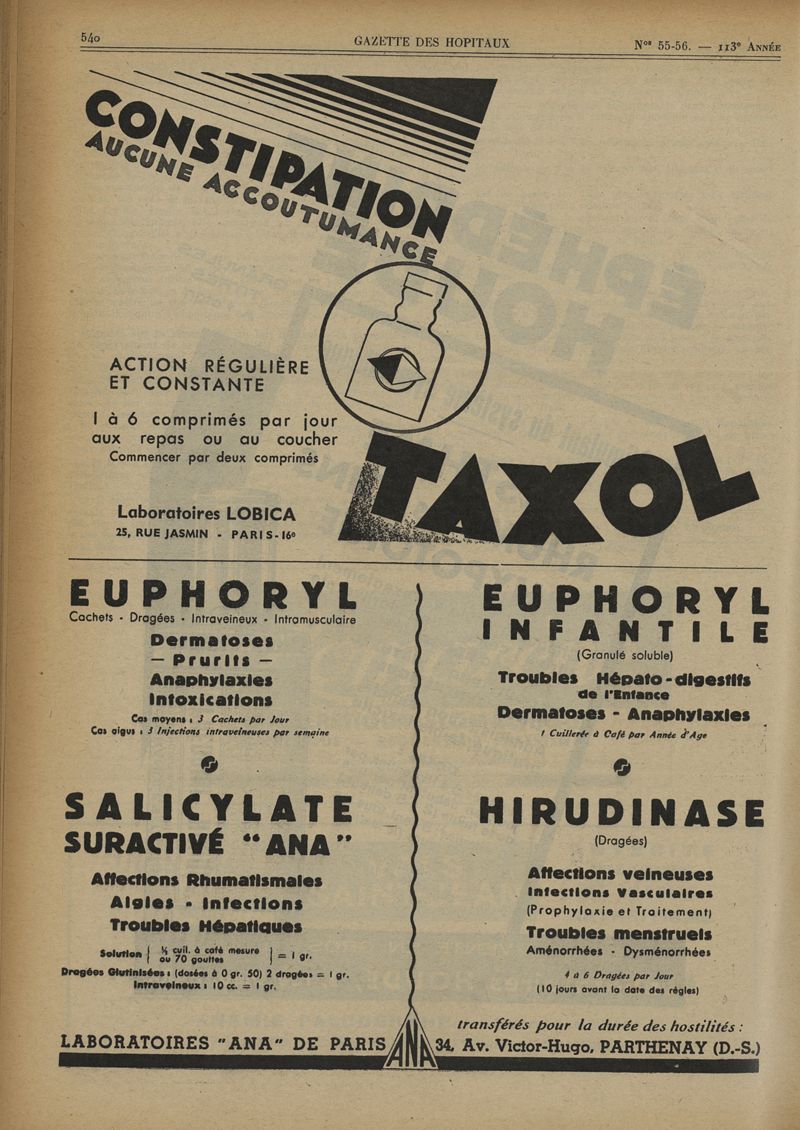 540
GAZETTE DES HOPITAUX
Nos 55-56. — 113e ANNÉE
CONSTIPATION
AUCUNE ACCOUTUMANCE
ACTION RÉGULIÈRE
ET CONSTANTE
1 à 6 comprimés par jour
aux repas ou au coucher
Commencer par deux comprimés
TAXOL
Laboratoires LOBICA
25, RUE JASMIN - PARIS-16e
EUPHORYL
Cachets - Dragées - Intraveineux - Intramusculaire
Dermatoses
— Prurits —
Anaphylaxies
Intoxications
Cas moyens : 3 Cachets par Jour
Cas aigus : 3 Injections intraveineuses par semaine
SALICYLATE
SURACTIVÉ “ANA”
Affections Rhumatismales
Algies - Infections
Troubles Hépatiques
Solution { ½ cuil. à café mesure
ou 70 gouttes } = 1 gr.
Dragées Glutinisées : (dosées à 0 gr. 50) 2 dragées = 1 gr.
Intraveineux : 10 cc. = 1 gr.
EUPHORYL
INFANTILE
(Granulé soluble)
Troubles Hépato-digestifs
de l'Enfance
Dermatoses - Anaphylaxies
1 Cuillerée à Café par Année d'Age
HIRUDINASE
(Dragées)
Affections veineuses
Infections Vasculaires
(Prophylaxie et Traitement)
Troubles menstruels
Aménorrhées - Dysménorrhées
4 à 6 Dragées par Jour
(10 jours avant la date des règles)
LABORATOIRES "ANA" DE PARIS
ANA
transférés pour la durée des hostilités :
34, Av. Victor-Hugo, PARTHENAY (D.-S.)